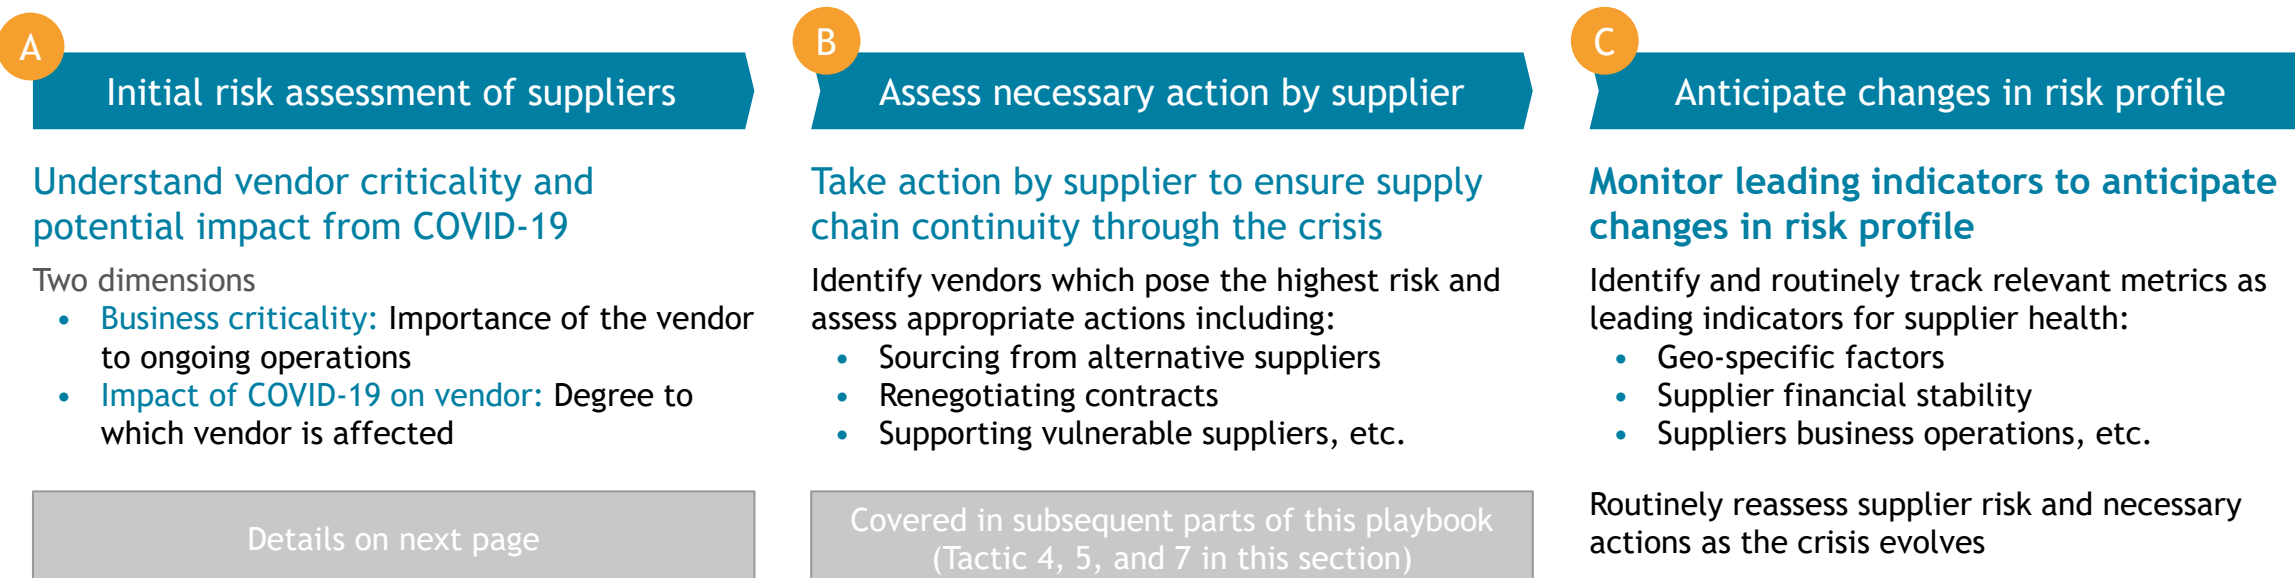 A
Initial risk assessment of suppliers
Understand vendor criticality and
potential impact from COVID-19
Two dimensions
• Business criticality: Importance of the vendor
to ongoing operations
• Impact of COVID-19 on vendor: Degree to
which vendor is affected
Details on next page
B
Assess necessary action by supplier
Take action by supplier to ensure supply
chain continuity through the crisis
Identify vendors which pose the highest risk and
assess appropriate actions including:
• Sourcing from alternative suppliers
• Renegotiating contracts
• Supporting vulnerable suppliers, etc.
Covered in subsequent parts of this playbook
(Tactic 4, 5, and 7 in this section)
C
Anticipate changes in risk profile
Monitor leading indicators to anticipate
changes in risk profile
Identify and routinely track relevant metrics as
leading indicators for supplier health:
• Geo-specific factors
• Supplier financial stability
• Suppliers business operations, etc.
Routinely reassess supplier risk and necessary
actions as the crisis evolves